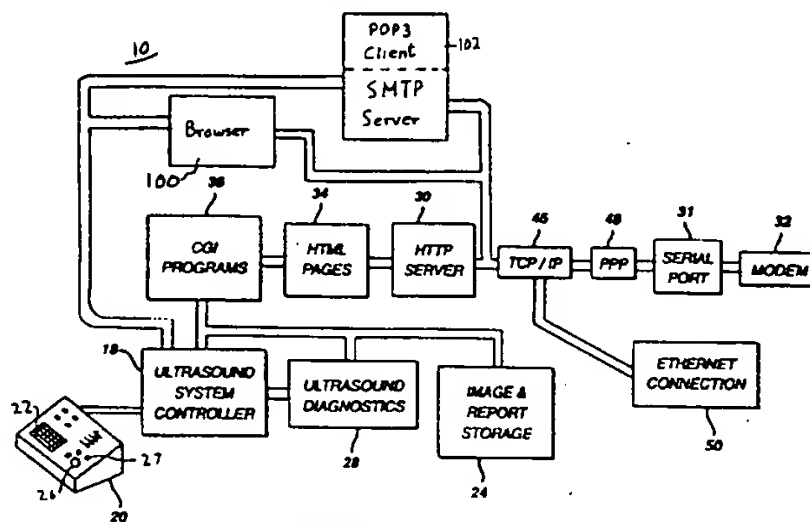 10
POP3
Client
102
SMTP
Server
Browser
100
36
34
30
46
48
31
32
CGI
PROGRAMS
HTML
PAGES
HTTP
SERVER
TCP / IP
PPP
SERIAL
PORT
MODEM
18
ULTRASOUND
SYSTEM
CONTROLLER
ULTRASOUND
DIAGNOSTICS
28
IMAGE &
REPORT
STORAGE
24
ETHERNET
CONNECTION
50
22
26
27
20